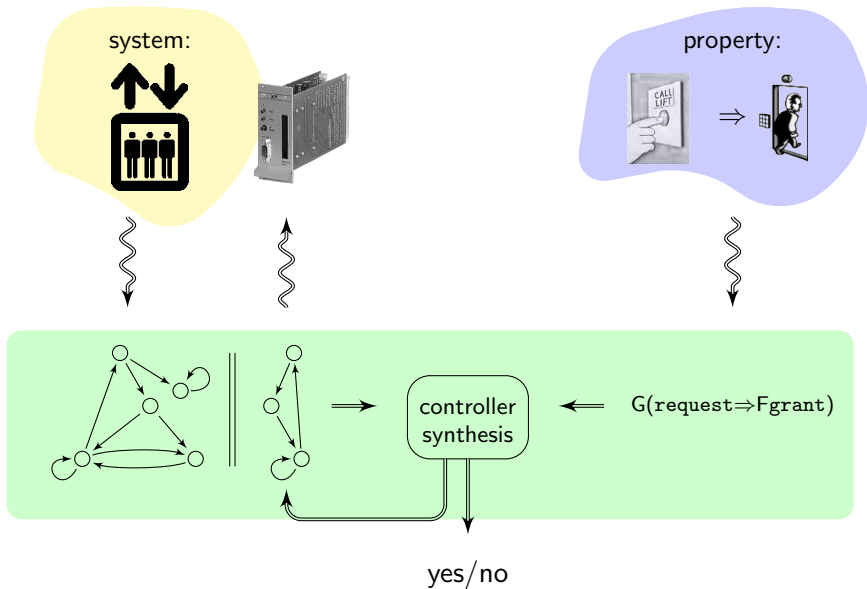 system:
property:
CALL
LIFT
⇒
controller
synthesis
G(request⇒Fgrant)
yes/no